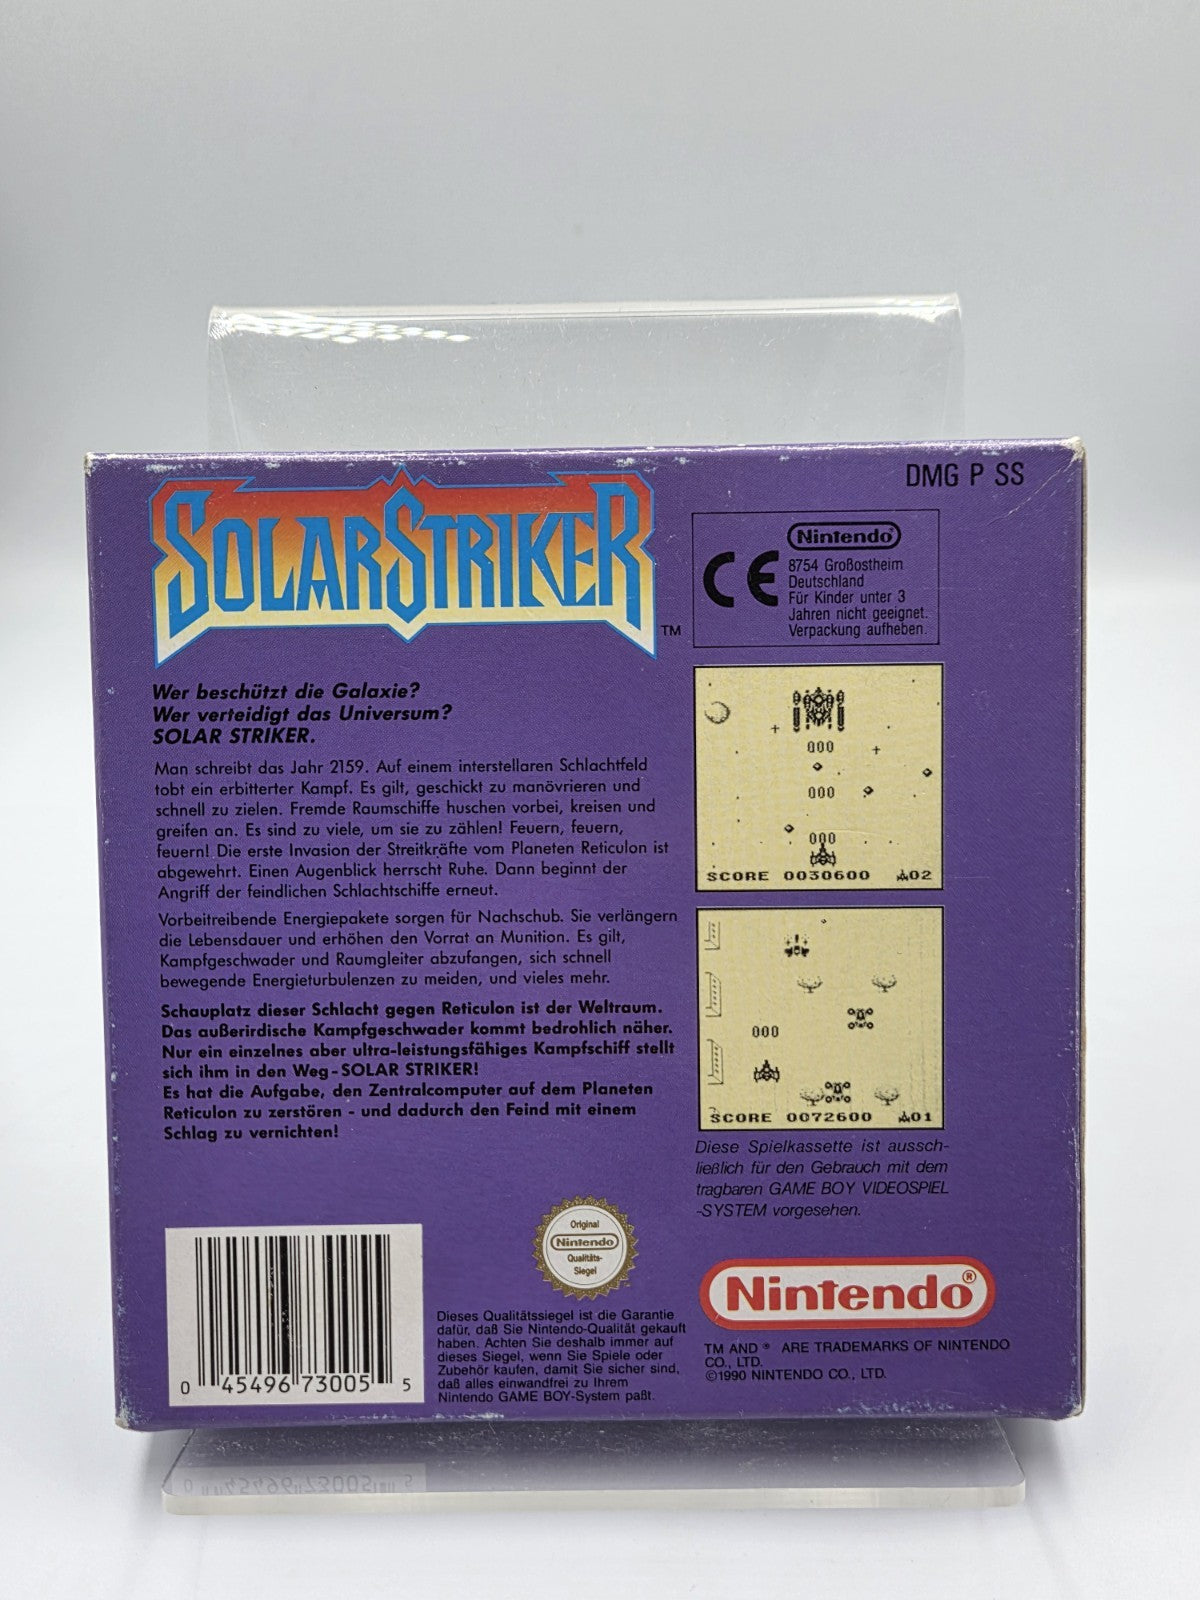 DMG P SS
SOLARSTRIKER
TM
Nintendo®
CE
8754 Großostheim
Deutschland
Für Kinder unter 3
Jahren nicht geeignet.
Verpackung aufheben.
Wer beschützt die Galaxie?
Wer verteidigt das Universum?
SOLAR STRIKER.
Man schreibt das Jahr 2159. Auf einem interstellaren Schlachtfeld
tobt ein erbitterter Kampf. Es gilt, geschickt zu manövrieren und
schnell zu zielen. Fremde Raumschiffe huschen vorbei, kreisen und
greifen an. Es sind zu viele, um sie zu zählen! Feuern, feuern,
feuern! Die erste Invasion der Streitkräfte vom Planeten Reticulon ist
abgewehrt. Einen Augenblick herrscht Ruhe. Dann beginnt der
Angriff der feindlichen Schlachtschiffe erneut.
Vorbeitreibende Energiepakete sorgen für Nachschub. Sie verlängern
die Lebensdauer und erhöhen den Vorrat an Munition. Es gilt,
Kampfgeschwader und Raumgleiter abzufangen, sich schnell
bewegende Energieturbulenzen zu meiden, und vieles mehr.
Schauplatz dieser Schlacht gegen Reticulon ist der Weltraum.
Das außerirdische Kampfgeschwader kommt bedrohlich näher.
Nur ein einzelnes aber ultra-leistungsfähiges Kampfschiff stellt
sich ihm in den Weg-SOLAR STRIKER!
Es hat die Aufgabe, den Zentralcomputer auf dem Planeten
Reticulon zu zerstören - und dadurch den Feind mit einem
Schlag zu vernichten!
SCORE 0030600 02
SCORE 0072600 01
Diese Spielkassette ist aussch-
ließlich für den Gebrauch mit dem
tragbaren GAME BOY VIDEOSPIEL
-SYSTEM vorgesehen.
0 45496 73005 5
Original
Nintendo
Qualitäts-
Siegel
Dieses Qualitätssiegel ist die Garantie
dafür, daß Sie Nintendo-Qualität gekauft
haben. Achten Sie deshalb immer auf
dieses Siegel, wenn Sie Spiele oder
Zubehör kaufen, damit Sie sicher sind,
daß alles einwandfrei zu Ihrem
Nintendo GAME BOY-System paßt.
Nintendo®
TM AND ® ARE TRADEMARKS OF NINTENDO
CO., LTD.
©1990 NINTENDO CO., LTD.